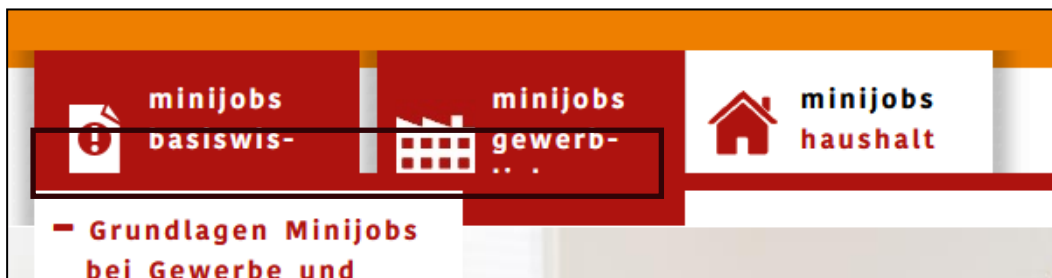 minijobs
basiswis-
minijobs
gewerb-
minijobs
haushalt
– Grundlagen Minijobs
bei Gewerbe und